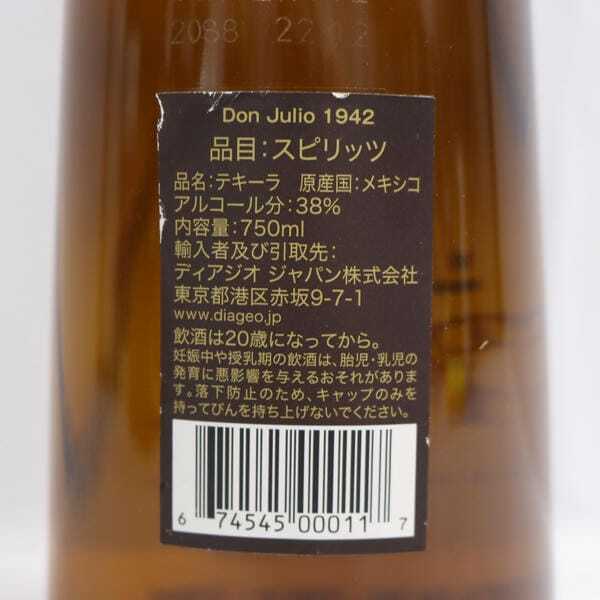 2088 22
Don Julio 1942
品目：スピリッツ
品名：テキーラ 原産国：メキシコ
アルコール分：38%
内容量：750ml
輸入者及び引取先：
ディアジオ ジャパン株式会社
東京都港区赤坂9-7-1
www.diageo.jp
飲酒は20歳になってから。
妊娠中や授乳期の飲酒は、胎児・乳児の
発育に悪影響を与えるおそれがありま
す。落下防止のため、キャップのみを
持ってびんを持ち上げないでください。
6 74545 00011 7